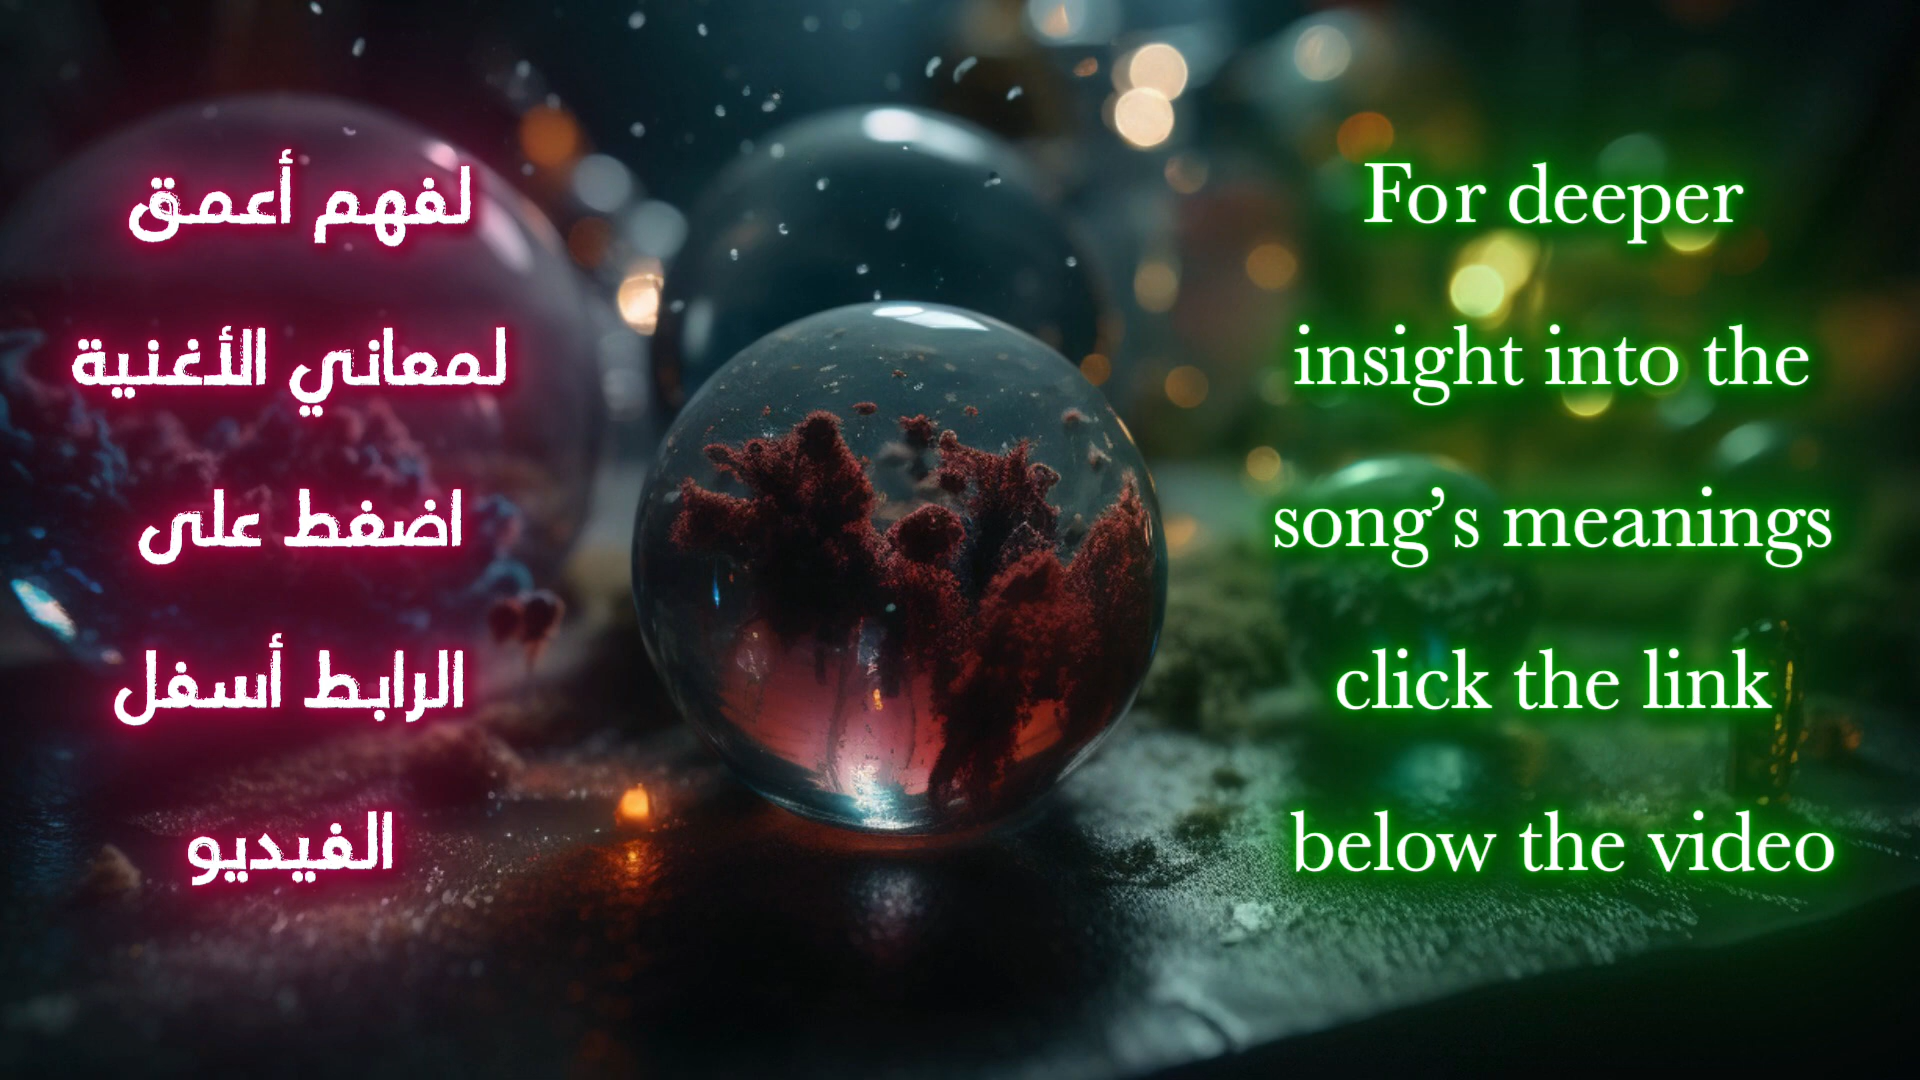 لفهم أعمق
لمعاني الأغنية
اضغط على
الرابط أسفل
الفيديو
For deeper
insight into the
song’s meanings
click the link
below the video